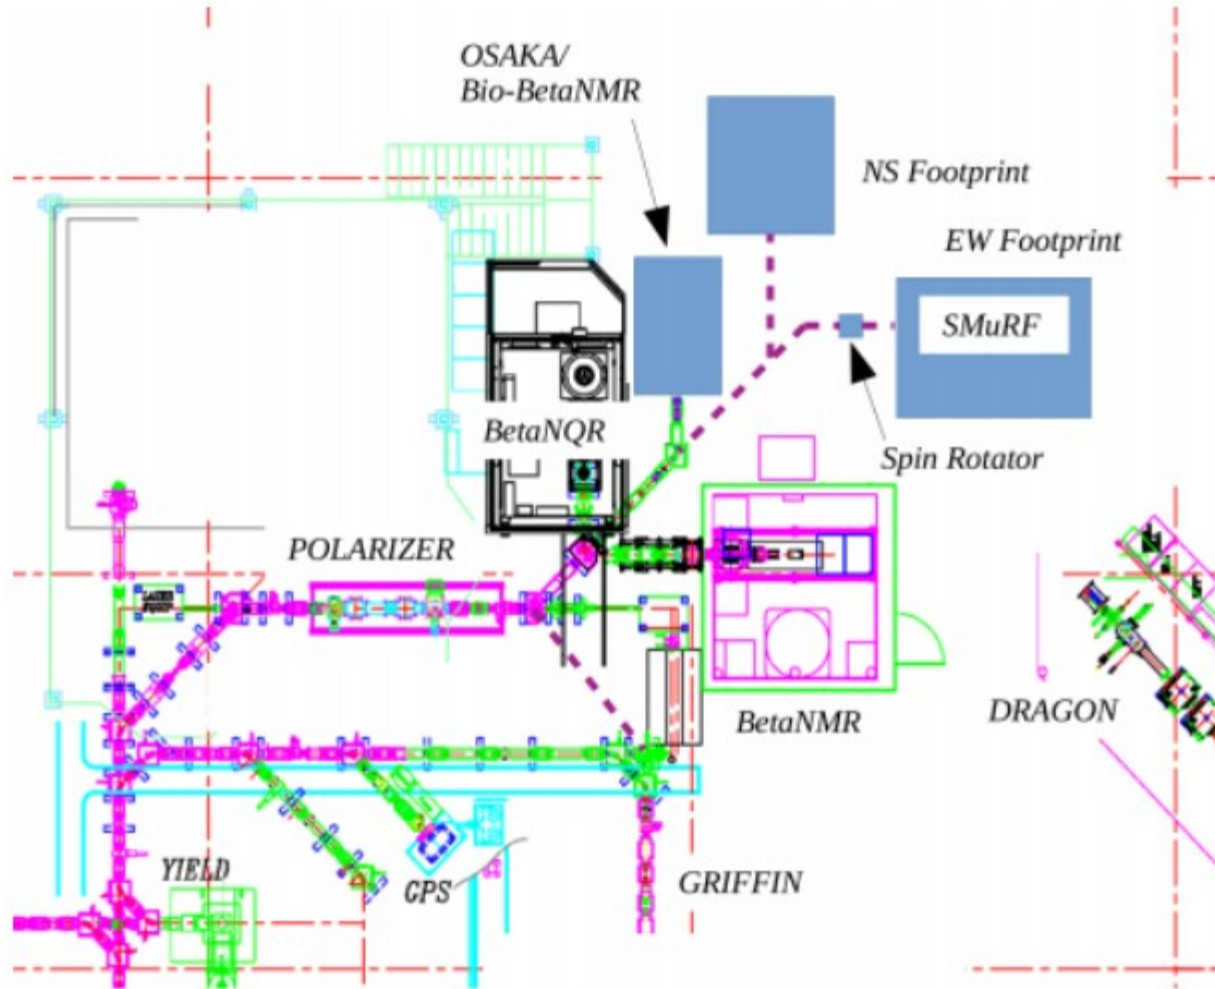 OSAKA/
Bio-BetaNMR
NS Footprint
EW Footprint
SMuRF
BetaNQR
Spin Rotator
POLARIZER
BetaNMR
DRAGON
YIELD
GPS
GRIFFIN